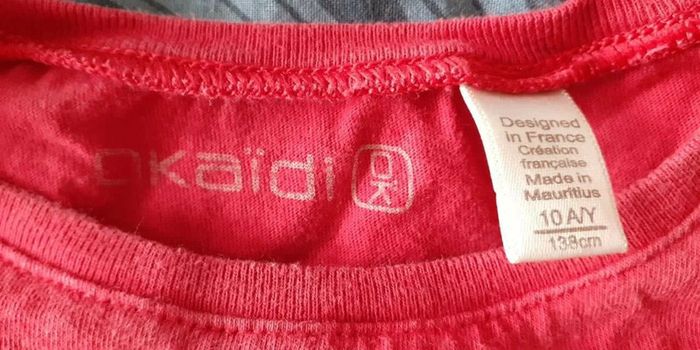 Okaïdi
OK
Designed
in France
Création
française
Made in
Mauritius
10 A/Y
138cm